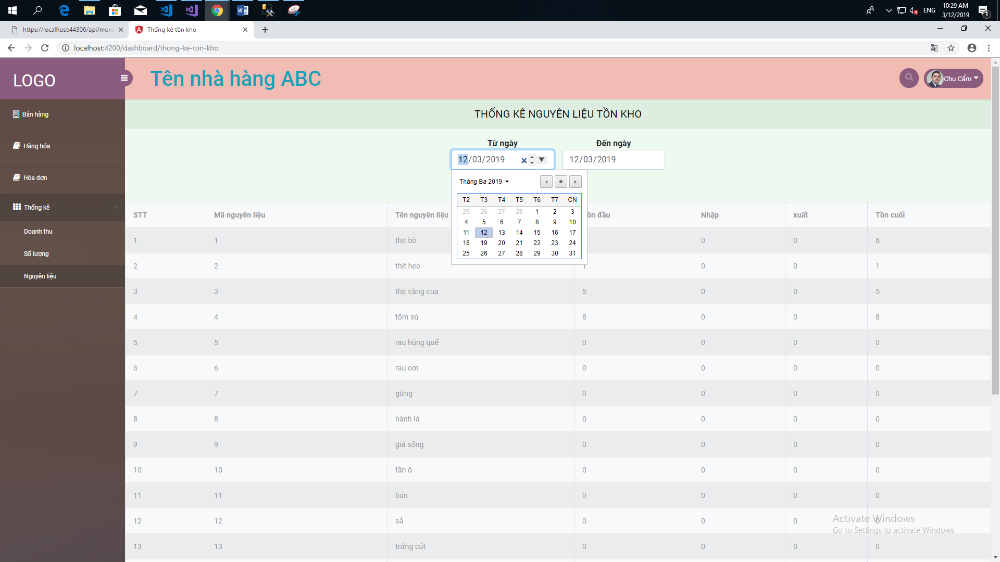 ENG
10:29 AM
3/12/2019
1
https://localhost:44306/api/mona
Thống kê tồn kho
localhost:4200/dashboard/thong-ke-ton-kho
LOGO
Tên nhà hàng ABC
Chu Cẩm
Bán hàng
Hàng hóa
Hóa đơn
Thống kê
Doanh thu
Số lượng
Nguyên liệu
THỐNG KÊ NGUYÊN LIỆU TỒN KHO
Từ ngày Đến ngày
12/03/2019 12/03/2019
Tháng Ba 2019
T2 T3 T4 T5 T6 T7 CN
25 26 27 28 1 2 3
4 5 6 7 8 9 10
11 12 13 14 15 16 17
18 19 20 21 22 23 24
25 26 27 28 29 30 31
STT Mã nguyên liệu Tên nguyên liệu ồn đầu Nhập xuất Tồn cuối
1 1 thịt bò 0 0 6
2 2 thịt heo 1 0 0 1
3 3 thịt càng cua 5 0 0 5
4 4 tôm sú 8 0 0 8
5 5 rau húng quế 0 0 0 0
6 6 rau om 0 0 0 0
7 7 gừng 0 0 0 0
8 8 hành lá 0 0 0 0
9 9 giá sống 0 0 0 0
10 10 tần ô 0 0 0 0
11 11 bún 0 0 0 0
12 12 sả 0 0 0 0
13 13 trứng cút 0 0 0 0
Activate Windows
Go to Settings to activate Windows.